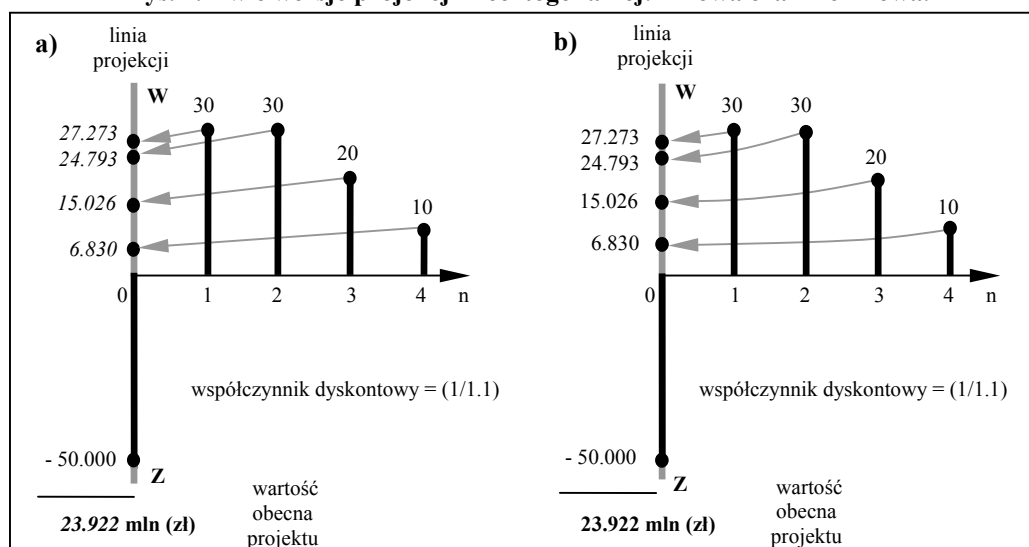 a)
linia
projekcji
W
30
30
27.273
24.793
20
15.026
10
6.830
0
1
2
3
4
n
współczynnik dyskontowy = (1/1.1)
- 50.000
Z
wartość
obecna
projektu
23.922 mln (zł)
b)
linia
projekcji
W
30
30
27.273
24.793
20
15.026
10
6.830
0
1
2
3
4
n
współczynnik dyskontowy = (1/1.1)
- 50.000
Z
wartość
obecna
projektu
23.922 mln (zł)